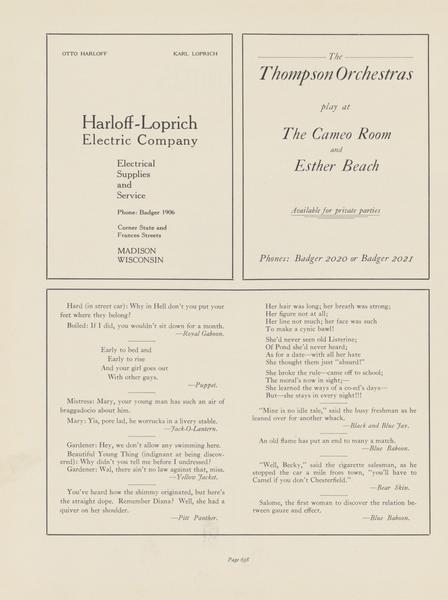 OTTO HARLOFF KARL LOPRICH
Harloff-Loprich
Electric Company
Electrical
Supplies
and
Service
Phone: Badger 1906
Corner State and
Frances Streets
MADISON
WISCONSIN
The
Thompson Orchestras
play at
The Cameo Room
and
Esther Beach
Available for private parties
Phones: Badger 2020 or Badger 2021
Hard (in street car): Why in Hell don't you put your
feet where they belong?
Boiled: If I did, you wouldn't sit down for a month.
—Royal Gaboon.
Early to bed and
Early to rise
And your girl goes out
With other guys.
—Puppet.
Mistress: Mary, your young man has such an air of
braggadocio about him.
Mary: Yis, pore lad, he worrucks in a livery stable.
—Jack-O-Lantern.
Gardener: Hey, we don't allow any swimming here.
Beautiful Young Thing (indignant at being discov-
ered): Why didn't you tell me before I undressed?
Gardener: Wal, there ain't no law against that, miss.
—Yellow Jacket.
You've heard how the shimmy originated, but here's
the straight dope. Remember Diana? Well, she had a
quiver on her shoulder.
—Pitt Panther.
Her hair was long; her breath was strong;
Her figure not at all;
Her line not much; her face was such
To make a cynic bawl!
She'd never seen old Listerine;
Of Pond she'd never heard;
As for a date—with all her hate
She thought them just "absurd!"
She broke the rule—came off to school;
The moral's now in sight;—
She learned the ways of a co-ed's days—
But—she stays in every night!!!
"Mine is no idle tale," said the busy freshman as he
leaned over for another whack.
—Black and Blue Jay.
An old flame has put an end to many a match.
—Blue Baboon.
"Well, Becky," said the cigarette salesman, as he
stopped the car a mile from town, "you'll have to
Camel if you don't Chesterfield."
—Bear Skin.
Salome, the first woman to discover the relation be-
tween gauze and effect.
—Blue Baboon.
Page 698